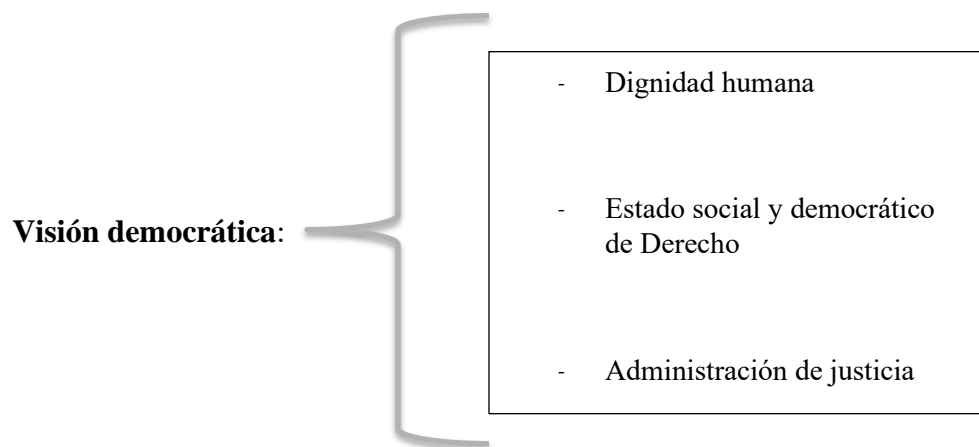 - Dignidad humana
Visión democrática:
- Estado social y democrático
de Derecho
- Administración de justicia